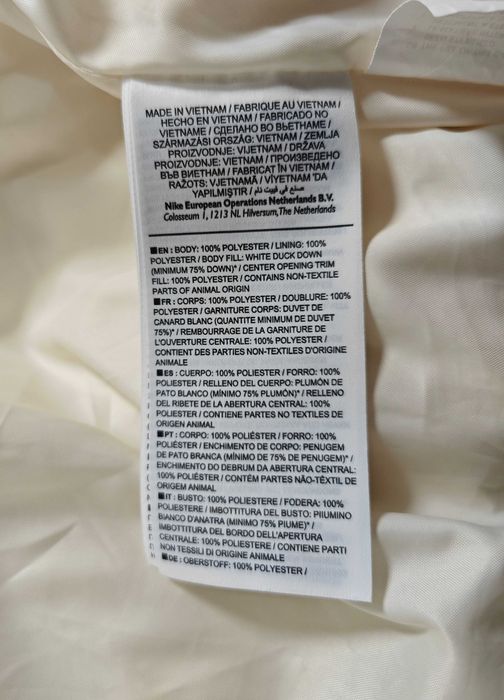 MADE IN VIETNAM / FABRIQUE AU VIETNAM /
HECHO EN VIETNAM / FABRICADO NO
VIETNAME / СДЕЛАНО ВО ВЬЕТНАМЕ /
SZÁRMAZÁSI ORSZÁG: VIETNAM / ZEMLJA
PROIZVODNJE: VIJETNAM / DRŽAVA
PROIZVODNJE: VIETNAM / ПРОИЗВЕДЕНО
ВЪВ ВИЕТНАМ / FABRICAT ÎN VIETNAM /
RAŽOTS: VJETNAMĀ / VİYETNAM 'DA
YAPILMIŞTIR / صنع في فيت نام
Nike European Operations Netherlands B.V.
Colosseum 1, 1213 NL Hilversum, The Netherlands
■EN : BODY: 100% POLYESTER / LINING: 100%
POLYESTER / BODY FILL: WHITE DUCK DOWN
(MINIMUM 75% DOWN)* / CENTER OPENING TRIM
FILL: 100% POLYESTER / CONTAINS NON-TEXTILE
PARTS OF ANIMAL ORIGIN
■FR : CORPS: 100% POLYESTER / DOUBLURE: 100%
POLYESTER / GARNITURE CORPS: DUVET DE
CANARD BLANC (QUANTITE MINIMUM DE DUVET
75%)* / REMBOURRAGE DE LA GARNITURE DE
L'OUVERTURE CENTRALE: 100% POLYESTER /
CONTIENT DES PARTIES NON-TEXTILES D'ORIGINE
ANIMALE
■ES : CUERPO: 100% POLIESTER / FORRO: 100%
POLIESTER / RELLENO DEL CUERPO: PLUMÓN DE
PATO BLANCO (MÍNIMO 75% PLUMÓN)* / RELLENO
DEL RIBETE DE LA ABERTURA CENTRAL: 100%
POLIESTER / CONTIENE PARTES NO TEXTILES DE
ORIGEN ANIMAL
■PT : CORPO: 100% POLIÉSTER / FORRO: 100%
POLIÉSTER / ENCHIMENTO DE CORPO: PENUGEM
DE PATO BRANCA (MÍNIMO DE 75% DE PENUGEM)* /
ENCHIMENTO DO DEBRUM DA ABERTURA CENTRAL:
100% POLIÉSTER / CONTÉM PARTES NÃO-TÊXTIL DE
ORIGEM ANIMAL
■IT : BUSTO: 100% POLIESTERE / FODERA: 100%
POLIESTERE / IMBOTTITURA DEL BUSTO: PIIUMINO
BIANCO D'ANATRA (MINIMO 75% PIUME)* /
IMBOTTITURA DEL BORDO DELL'APERTURA
CENTRALE: 100% POLIESTERE / CONTIENE PARTI
NON TESSILI DI ORIGINE ANIMALE
■DE : OBERSTOFF: 100% POLYESTER /